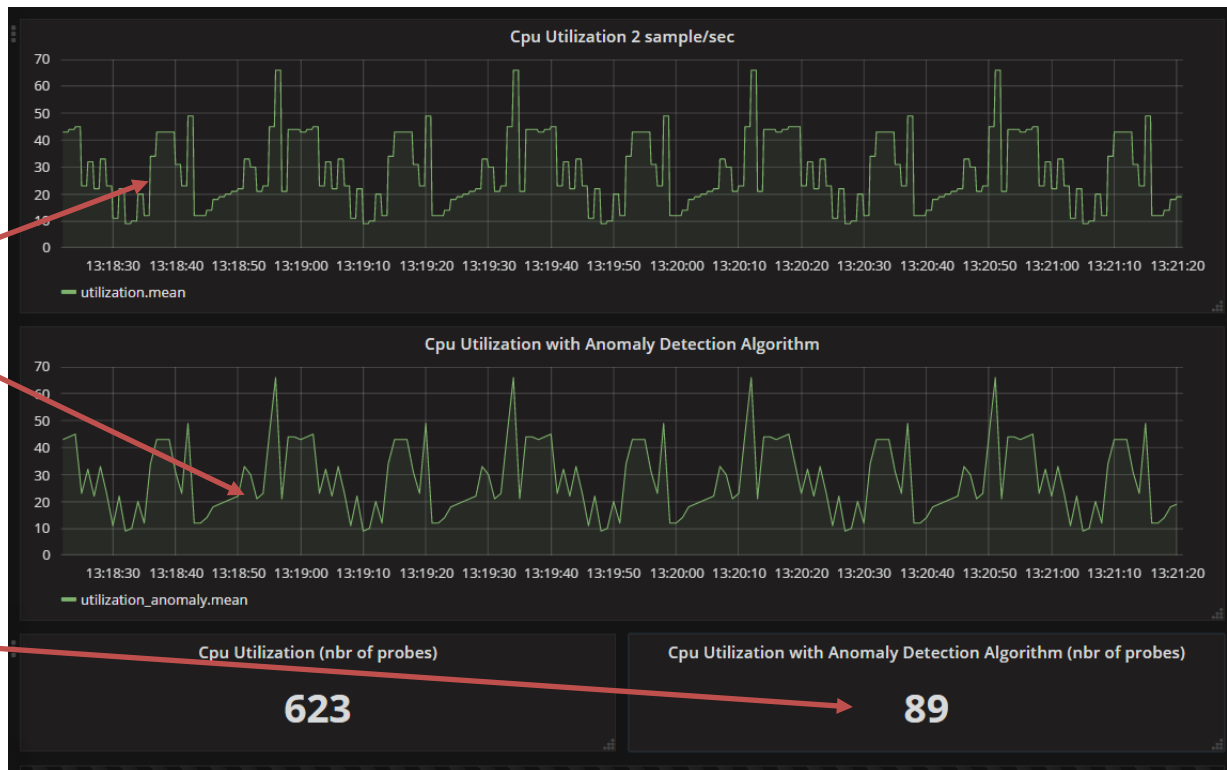 Cpu Utilization 2 sample/sec
70
60
50
40
30
20
10
0
13:18:30 13:18:40 13:18:50 13:19:00 13:19:10 13:19:20 13:19:30 13:19:40 13:19:50 13:20:00 13:20:10 13:20:20 13:20:30 13:20:40 13:20:50 13:21:00 13:21:10 13:21:20
utilization.mean
Cpu Utilization with Anomaly Detection Algorithm
70
60
50
40
30
20
10
0
13:18:30 13:18:40 13:18:50 13:19:00 13:19:10 13:19:20 13:19:30 13:19:40 13:19:50 13:20:00 13:20:10 13:20:20 13:20:30 13:20:40 13:20:50 13:21:00 13:21:10 13:21:20
utilization_anomaly.mean
Cpu Utilization (nbr of probes)
623
Cpu Utilization with Anomaly Detection Algorithm (nbr of probes)
89